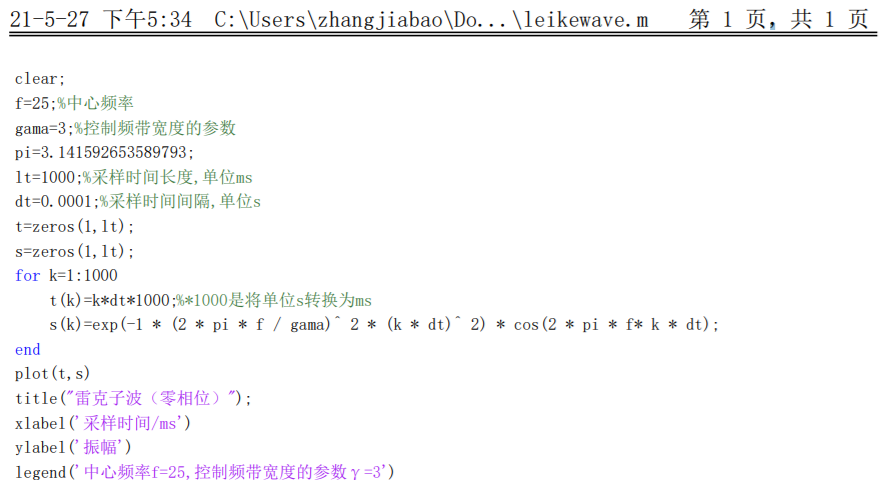 21-5-27 下午5:34 C:\Users\zhangjiabao\Do...\leikewave.m 第 1 页，共 1 页
clear;
f=25;%中心频率
gama=3;%控制频带宽度的参数
pi=3.141592653589793;
lt=1000;%采样时间长度,单位ms
dt=0.0001;%采样时间间隔,单位s
t=zeros(1,lt);
s=zeros(1,lt);
for k=1:1000
    t(k)=k*dt*1000;%*1000是将单位s转换为ms
    s(k)=exp(-1 * (2 * pi * f / gama)^ 2 * (k * dt)^ 2) * cos(2 * pi * f* k * dt);
end
plot(t,s)
title("雷克子波（零相位）");
xlabel('采样时间/ms')
ylabel('振幅')
legend('中心频率f=25,控制频带宽度的参数γ=3')